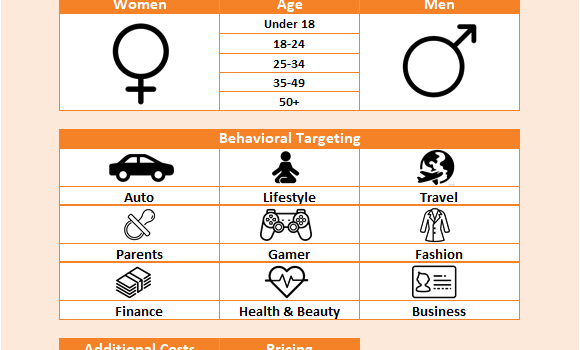 Women Age Men
Under 18
18-24
25-34
35-49
50+
Behavioral Targeting
Auto Lifestyle Travel
Parents Gamer Fashion
Finance Health & Beauty Business
Additional Costs Pricing